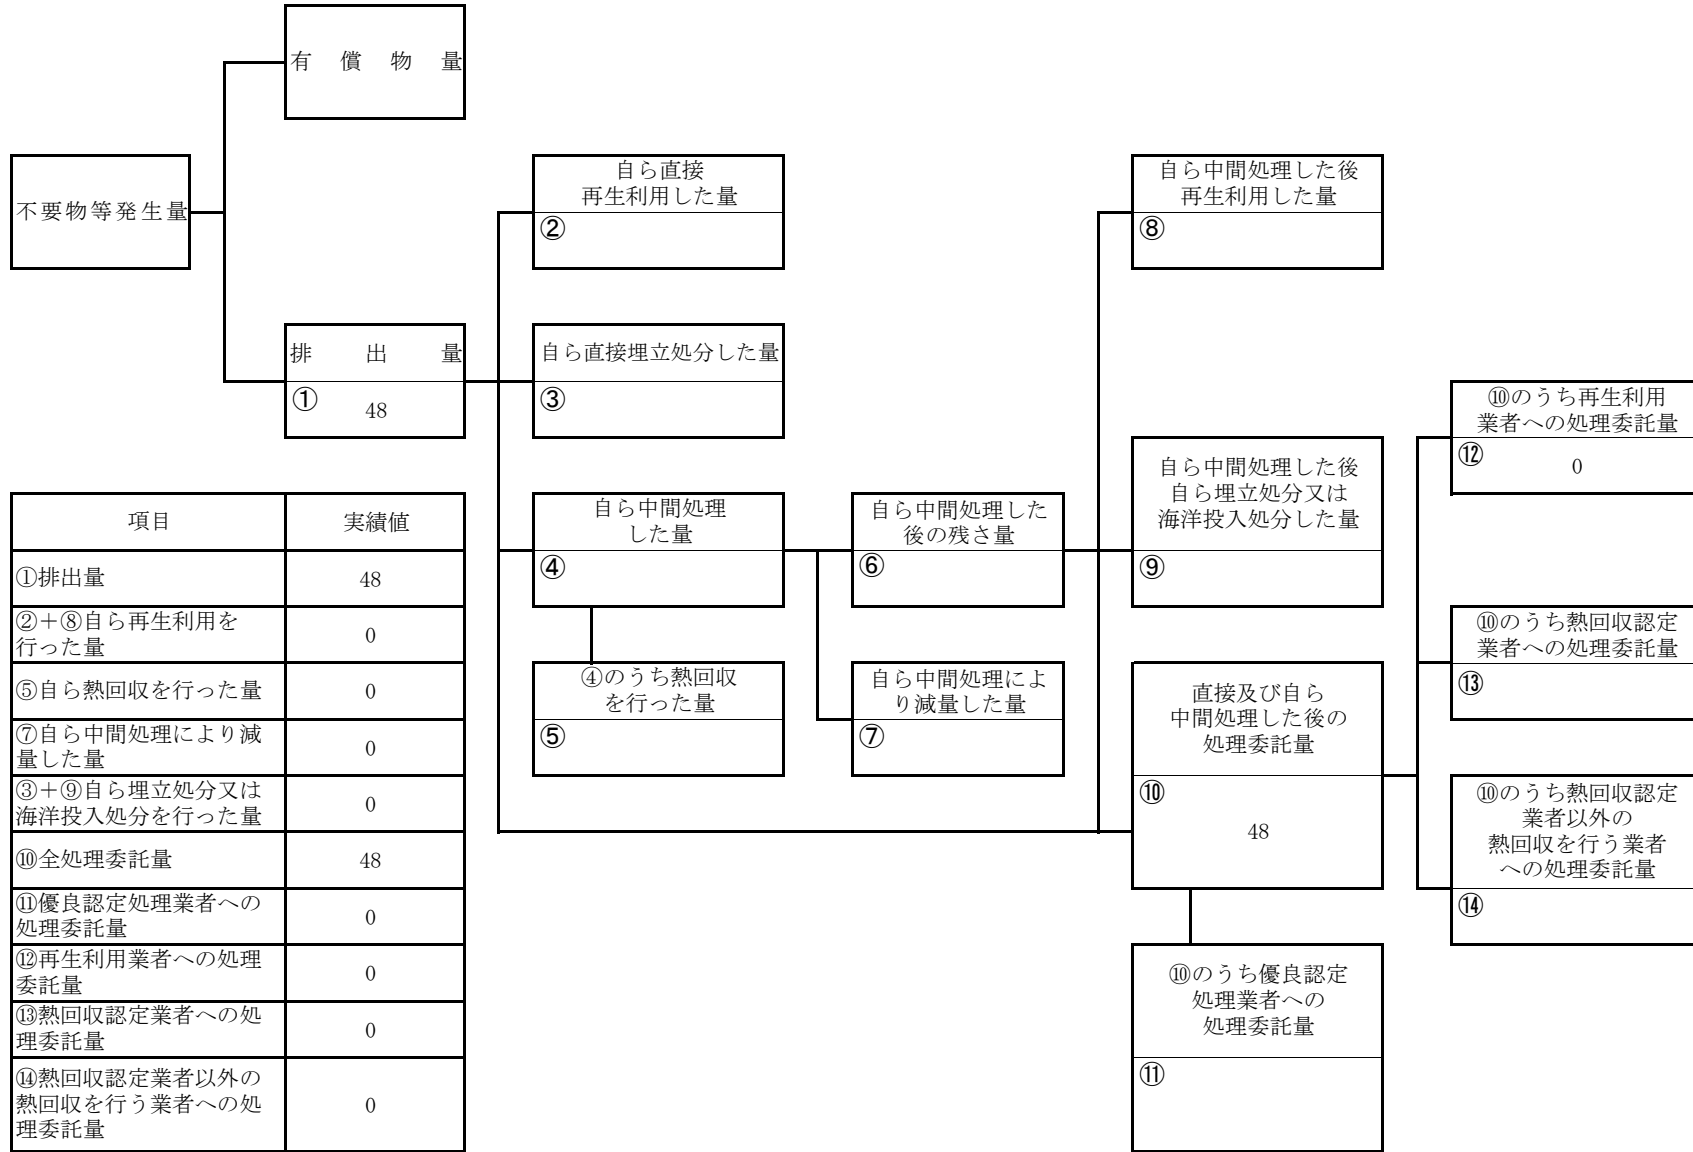 有償物量
不要物等発生量
排出量
①
48
自ら直接
再生利用した量
②
自ら直接埋立処分した量
③
自ら中間処理
した量
④
④のうち熱回収
を行った量
⑤
自ら中間処理した
後の残さ量
⑥
自ら中間処理によ
り減量した量
⑦
自ら中間処理した後
再生利用した量
⑧
自ら中間処理した後
自ら埋立処分又は
海洋投入処分した量
⑨
直接及び自ら
中間処理した後の
処理委託量
⑩
48
⑩のうち優良認定
処理業者への
処理委託量
⑪
⑩のうち再生利用
業者への処理委託量
⑫
0
⑩のうち熱回収認定
業者への処理委託量
⑬
⑩のうち熱回収認定
業者以外の
熱回収を行う業者
への処理委託量
⑭
項目 実績値
①排出量 48
②＋⑧自ら再生利用を
行った量 0
⑤自ら熱回収を行った量 0
⑦自ら中間処理により減
量した量 0
③＋⑨自ら埋立処分又は
海洋投入処分を行った量 0
⑩全処理委託量 48
⑪優良認定処理業者への
処理委託量 0
⑫再生利用業者への処理
委託量 0
⑬熱回収認定業者への処
理委託量 0
⑭熱回収認定業者以外の
熱回収を行う業者への処
理委託量 0